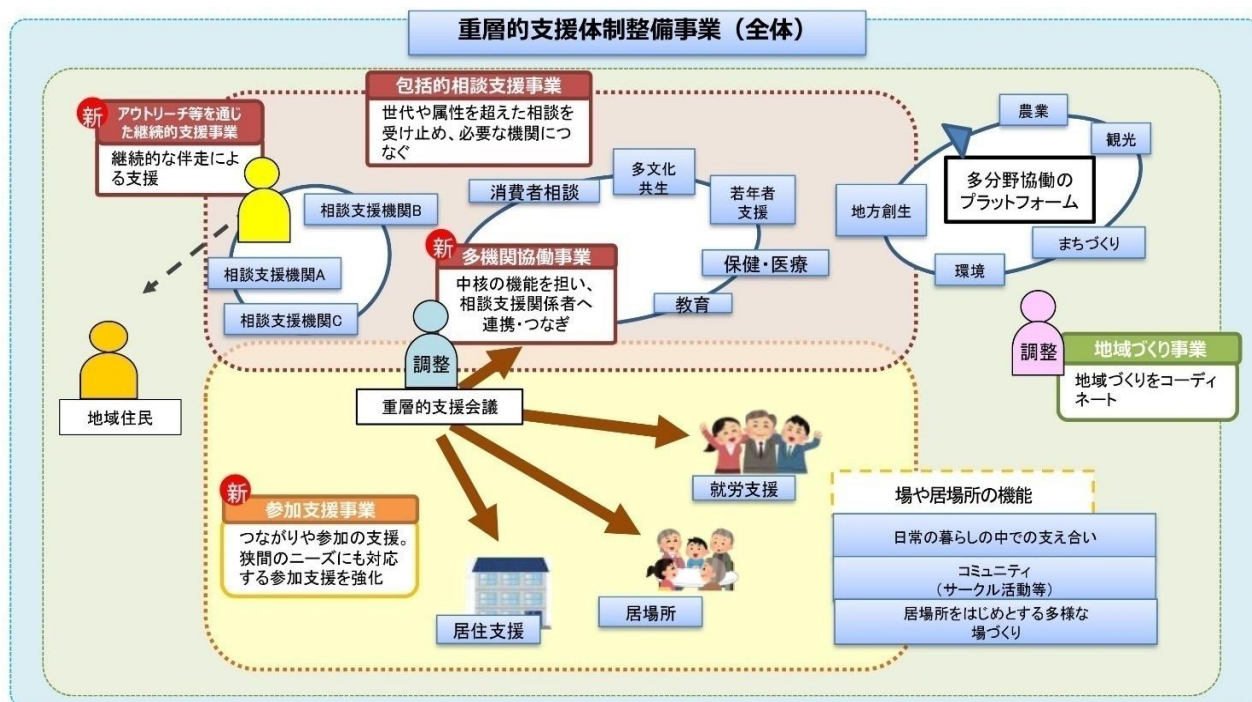 重層的支援体制整備事業（全体）
新
アウトリーチ等を通じ
た継続的支援事業
継続的な伴走によ
る支援
包括的相談支援事業
世代や属性を超えた相談を
受け止め、必要な機関につ
なぐ
相談支援機関B
相談支援機関A
相談支援機関C
消費者相談
多文化
共生
若年者
支援
保健・医療
教育
新
多機関協働事業
中核の機能を担い、
相談支援関係者へ
連携・つなぎ
農業
観光
地方創生
多分野協働の
プラットフォーム
まちづくり
環境
調整
地域づくり事業
地域づくりをコーディ
ネート
地域住民
調整
重層的支援会議
新
参加支援事業
つながりや参加の支援。
狭間のニーズにも対応
する参加支援を強化
就労支援
居場所
居住支援
場や居場所の機能
日常の暮らしの中での支え合い
コミュニティ
（サークル活動等）
居場所をはじめとする多様な
場づくり